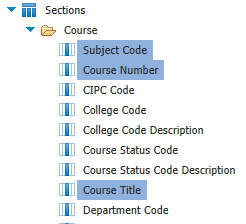 Sections
Course
Subject Code
Course Number
CIPC Code
College Code
College Code Description
Course Status Code
Course Status Code Description
Course Title
Department Code